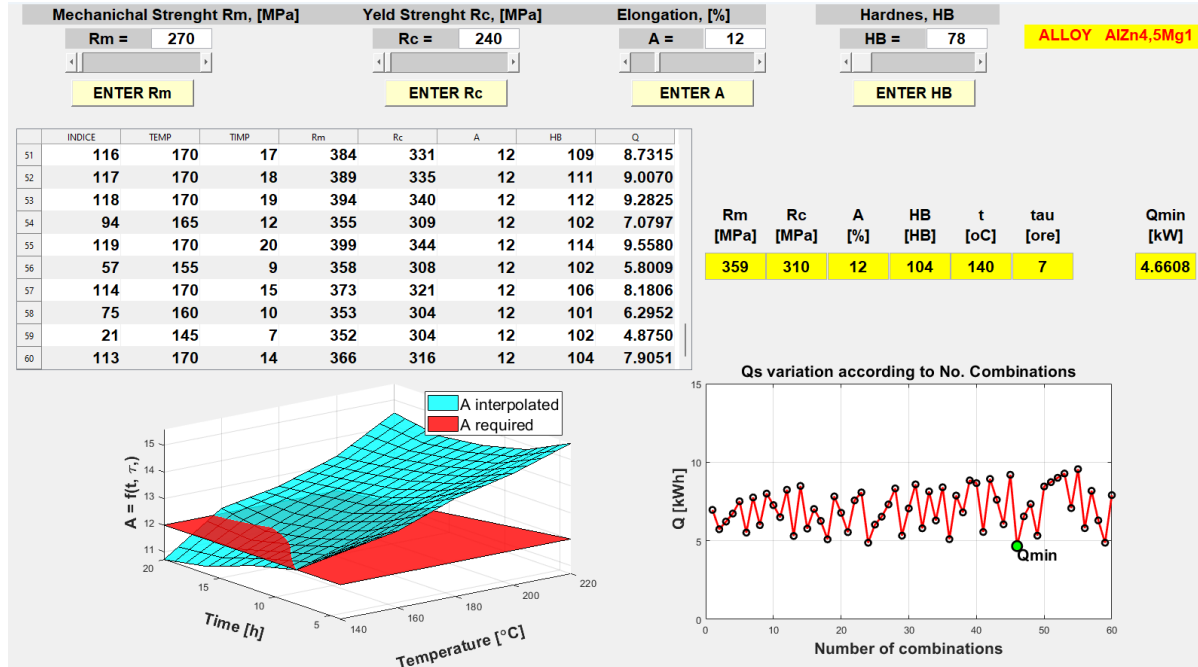 Mechanichal Strenght Rm, [MPa] Yeld Strenght Rc, [MPa] Elongation, [%] Hardnes, HB
Rm = 270 Rc = 240 A = 12 HB = 78 ALLOY AlZn4,5Mg1
ENTER Rm ENTER Rc ENTER A ENTER HB
INDICE TEMP TIMP Rm Rc A HB Q
51 116 170 17 384 331 12 109 8.7315
52 117 170 18 389 335 12 111 9.0070
53 118 170 19 394 340 12 112 9.2825
54 94 165 12 355 309 12 102 7.0797
55 119 170 20 399 344 12 114 9.5580
56 57 155 9 358 308 12 102 5.8009
57 114 170 15 373 321 12 106 8.1806
58 75 160 10 353 304 12 101 6.2952
59 21 145 7 352 304 12 102 4.8750
60 113 170 14 366 316 12 104 7.9051
Rm Rc A HB t tau Qmin
[MPa] [MPa] [%] [HB] [oC] [ore] [kW]
359 310 12 104 140 7 4.6608
A interpolated
A required
A = f(t, τ,)
15
14
13
12
11
20
15
10
5
Time [h]
140
160
180
200
220
Temperature [°C]
Qs variation according to No. Combinations
Q [kWh]
15
10
5
0
Qmin
0 10 20 30 40 50 60
Number of combinations